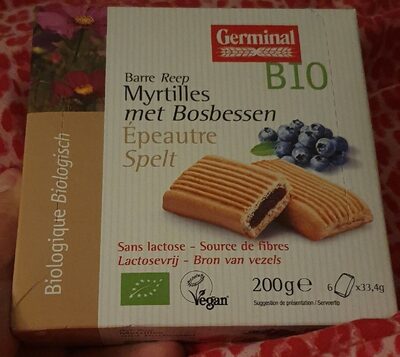 Germinal
BIO
Barre Reep
Myrtilles
met Bosbessen
Épeautre
Spelt
Biologique Biologisch
Sans lactose - Source de fibres
Lactosevrij - Bron van vezels
Vegan
200g℮
6 x33,4g
Suggestion de présentation / Serveertip